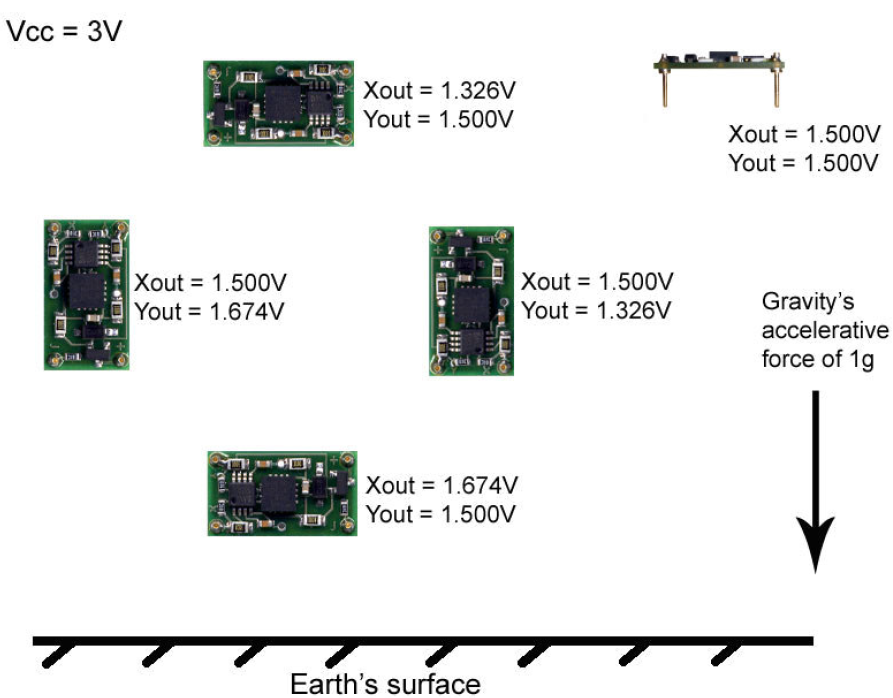 Vcc = 3V
Xout = 1.326V
Yout = 1.500V
Xout = 1.500V
Yout = 1.500V
Xout = 1.500V
Yout = 1.674V
Xout = 1.500V
Yout = 1.326V
Gravity's
accelerative
force of 1g
Xout = 1.674V
Yout = 1.500V
Earth's surface